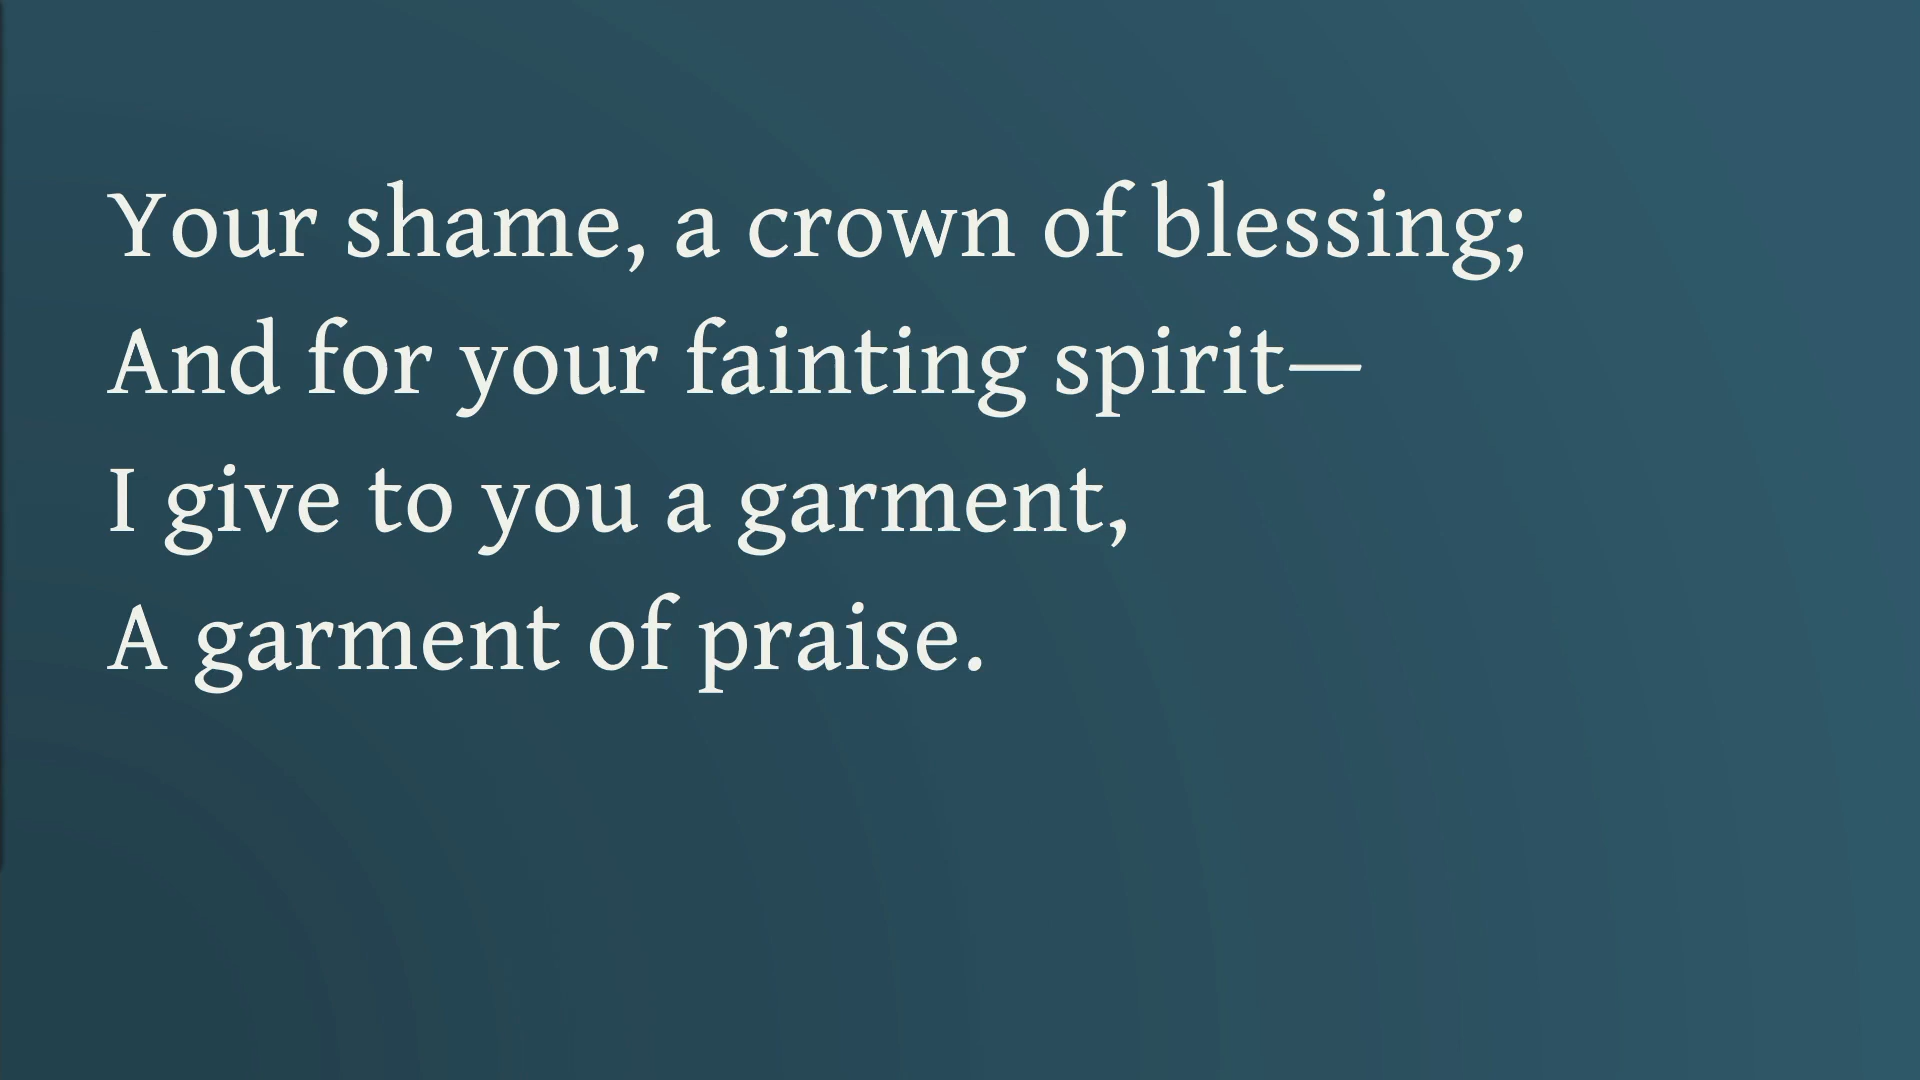 Your shame, a crown of blessing;
And for your fainting spirit—
I give to you a garment,
A garment of praise.